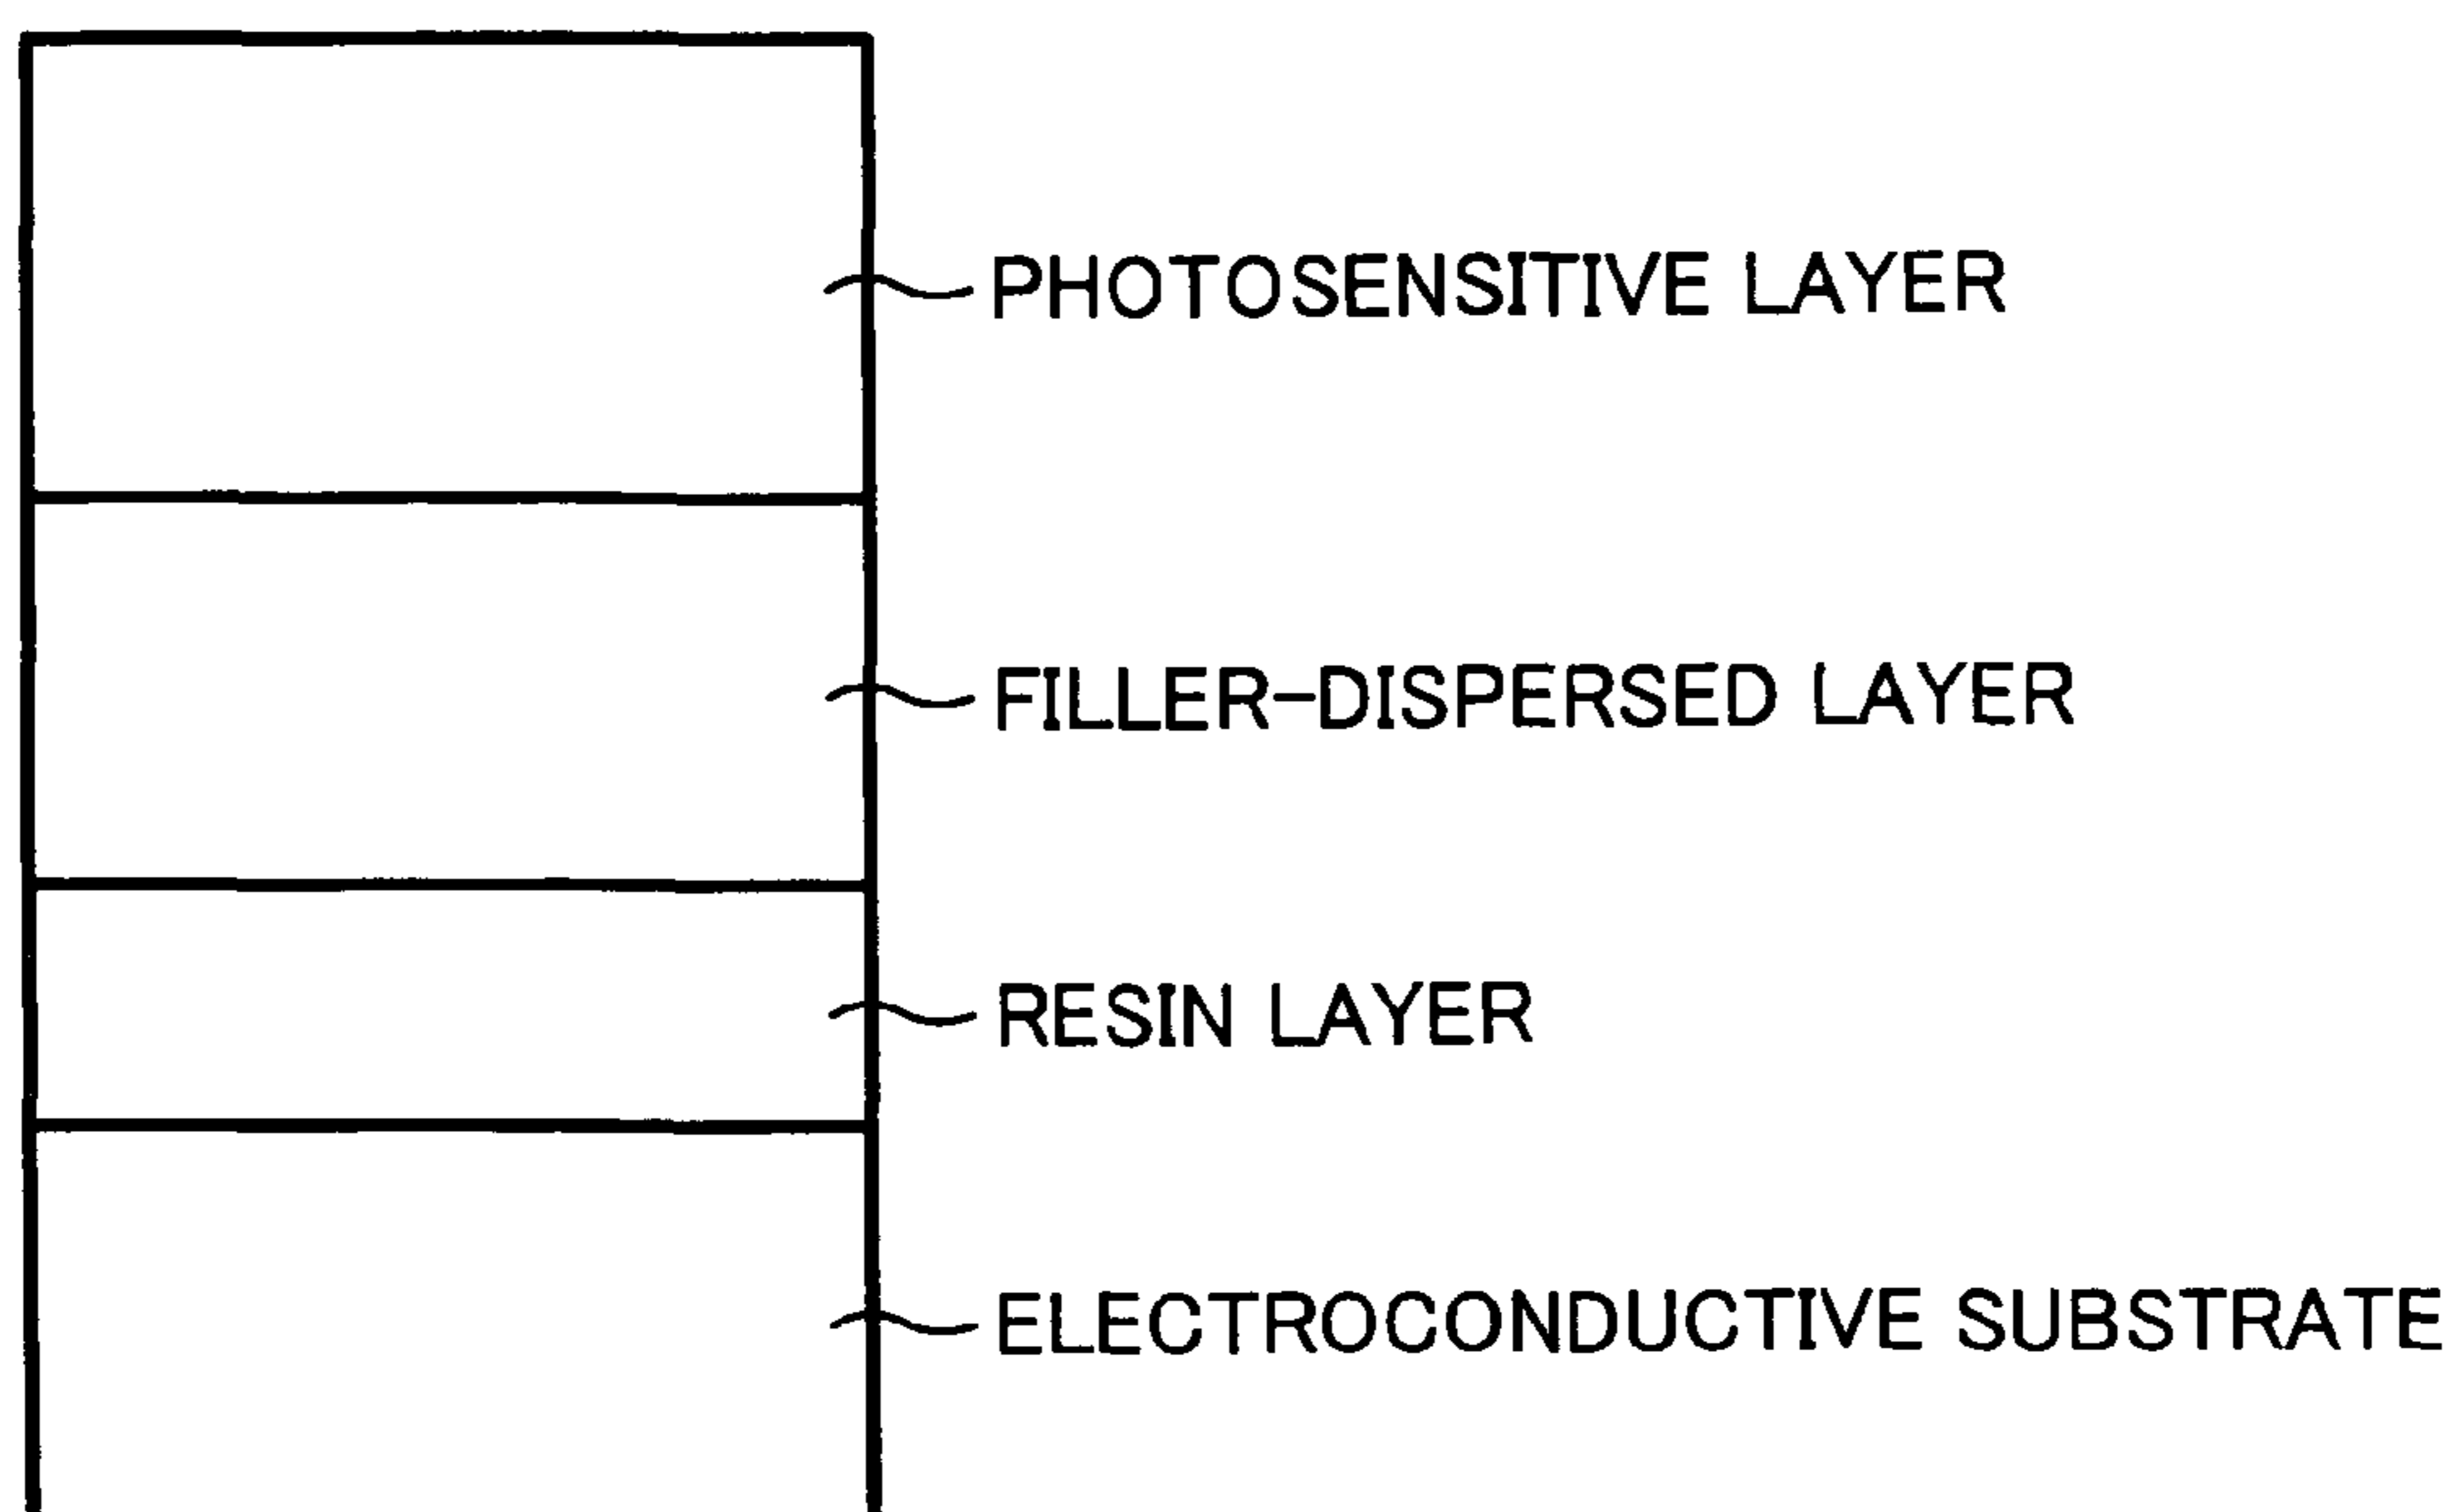 PHOTOSENSITIVE LAYER
FILLER-DISPERSED LAYER
RESIN LAYER
ELECTROCONDUCTIVE SUBSTRATE